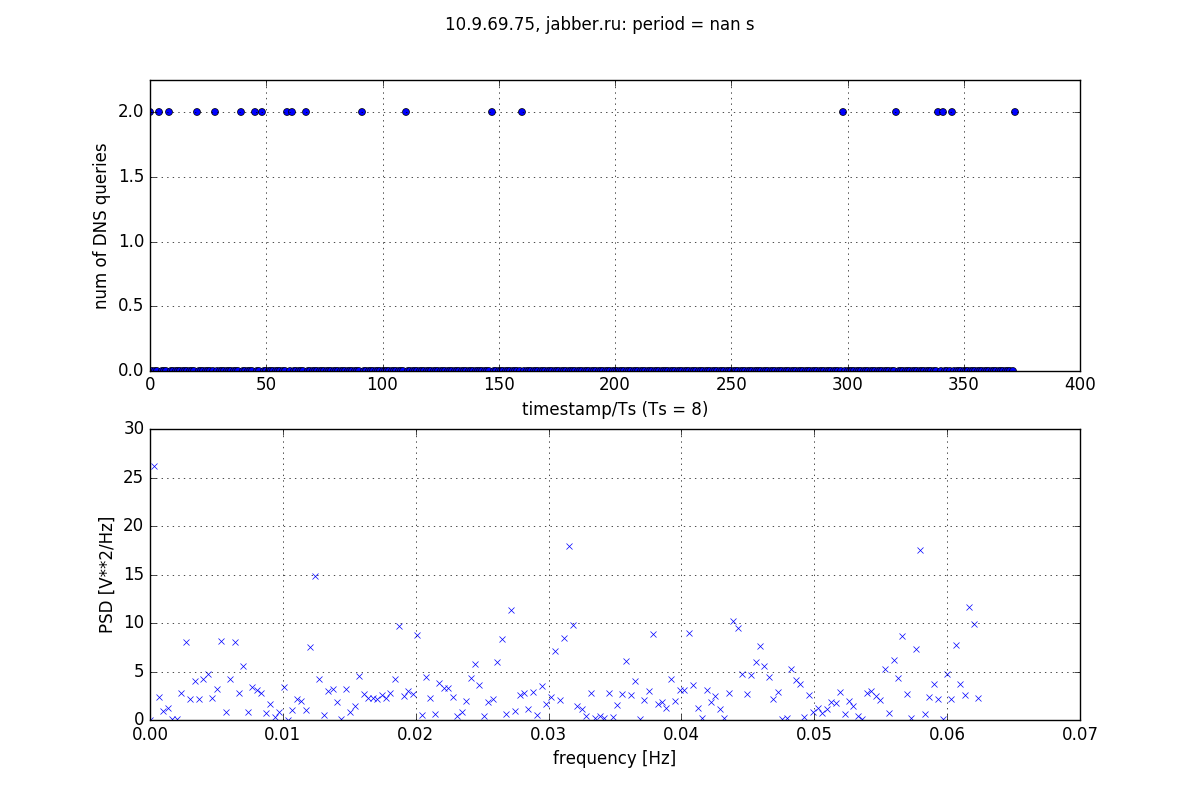 10.9.69.75, jabber.ru: period = nan s
2.0
1.5
1.0
0.5
0.0
num of DNS queries
0 50 100 150 200 250 300 350 400
timestamp/Ts (Ts = 8)
30
25
20
15
10
5
0
PSD [V**2/Hz]
0.00 0.01 0.02 0.03 0.04 0.05 0.06 0.07
frequency [Hz]